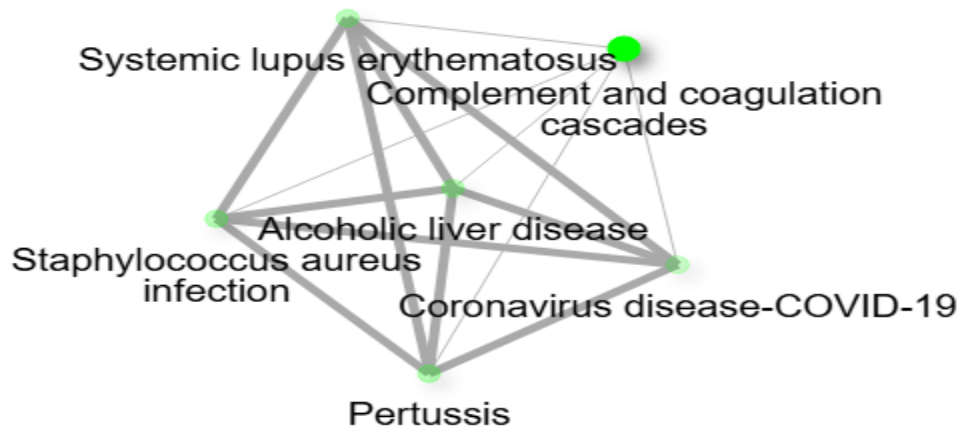 Systemic lupus erythematosus
Complement and coagulation
cascades
Alcoholic liver disease
Staphylococcus aureus
infection
Coronavirus disease-COVID-19
Pertussis